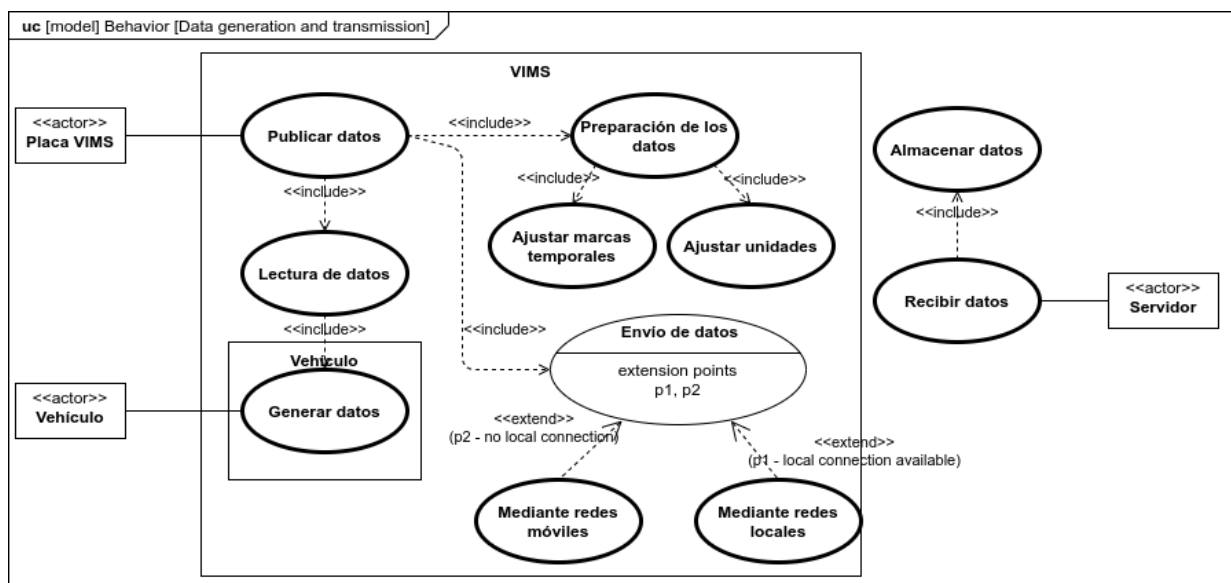 uc [model] Behavior [Data generation and transmission]
VIMS
<<actor>>
Placa VIMS
Publicar datos
<<include>>
Preparación de los
datos
Almacenar datos
<<include>>
<<include>>
<<include>>
<<include>>
Ajustar marcas
temporales
Ajustar unidades
Lectura de datos
Recibir datos
<<actor>>
Servidor
<<include>>
<<include>>
Envío de datos
extension points
p1, p2
Vehículo
<<actor>>
Vehículo
Generar datos
<<extend>>
(p2 - no local connection)
<<extend>>
(p1 - local connection available)
Mediante redes
móviles
Mediante redes
locales